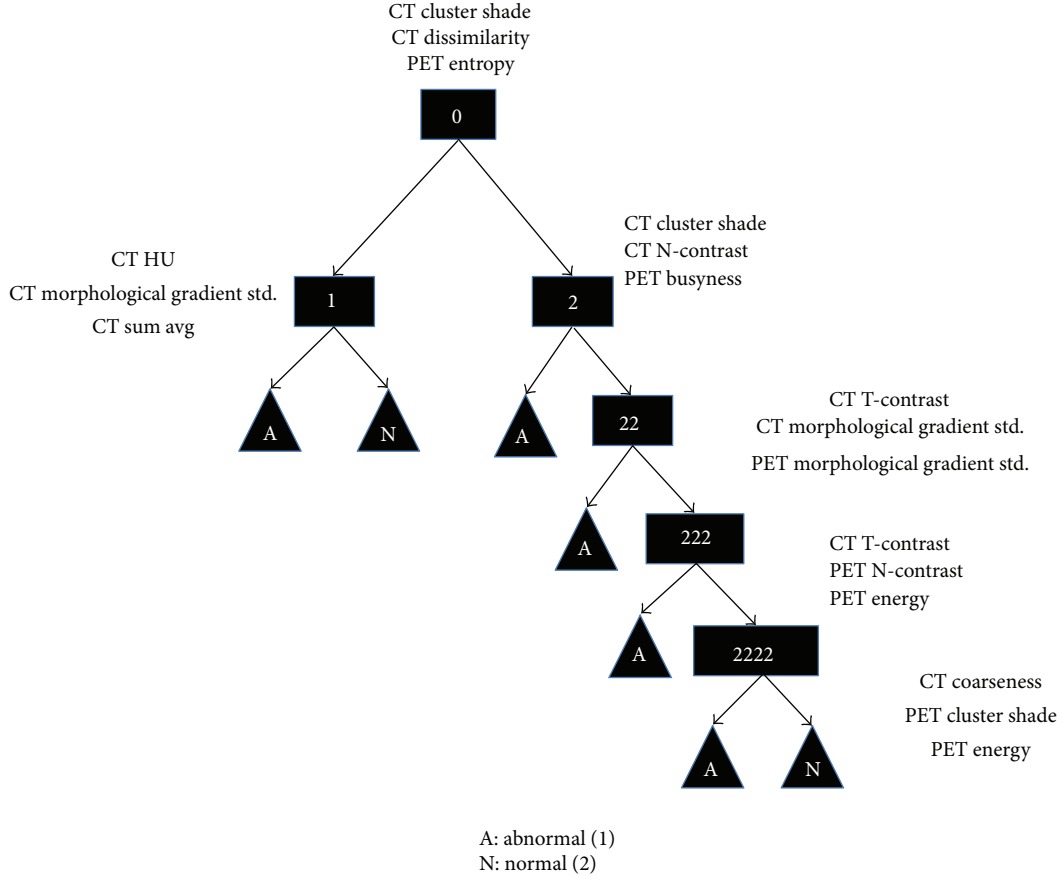 CT cluster shade
CT dissimilarity
PET entropy
0
CT cluster shade
CT N-contrast
PET busyness
CT HU
CT morphological gradient std.
CT sum avg
1
2
A
N
A
22
CT T-contrast
CT morphological gradient std.
PET morphological gradient std.
A
222
CT T-contrast
PET N-contrast
PET energy
A
2222
CT coarseness
PET cluster shade
PET energy
A
N
A: abnormal (1)
N: normal (2)